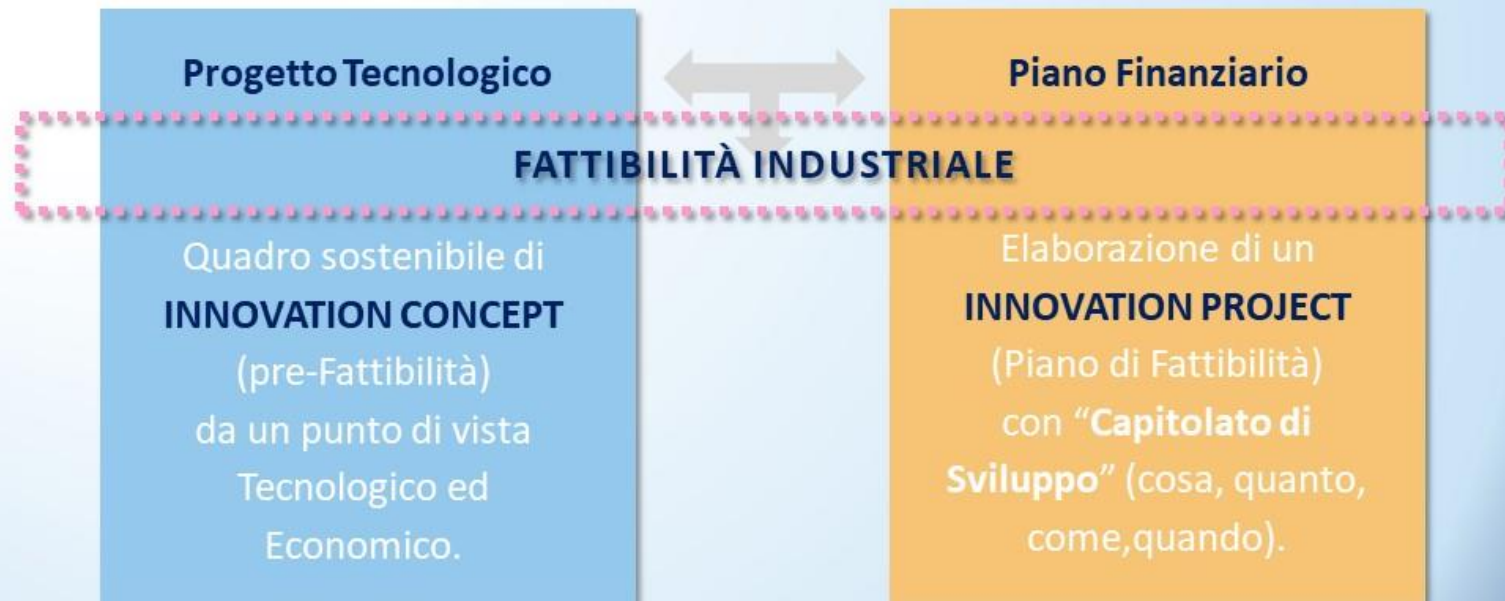 Progetto Tecnologico
Piano Finanziario
FATTIBILITÀ INDUSTRIALE
Quadro sostenibile di
INNOVATION CONCEPT
(pre-Fattibilità)
da un punto di vista
Tecnologico ed
Economico.
Elaborazione di un
INNOVATION PROJECT
(Piano di Fattibilità)
con “Capitolato di
Sviluppo” (cosa, quanto,
come,quando).